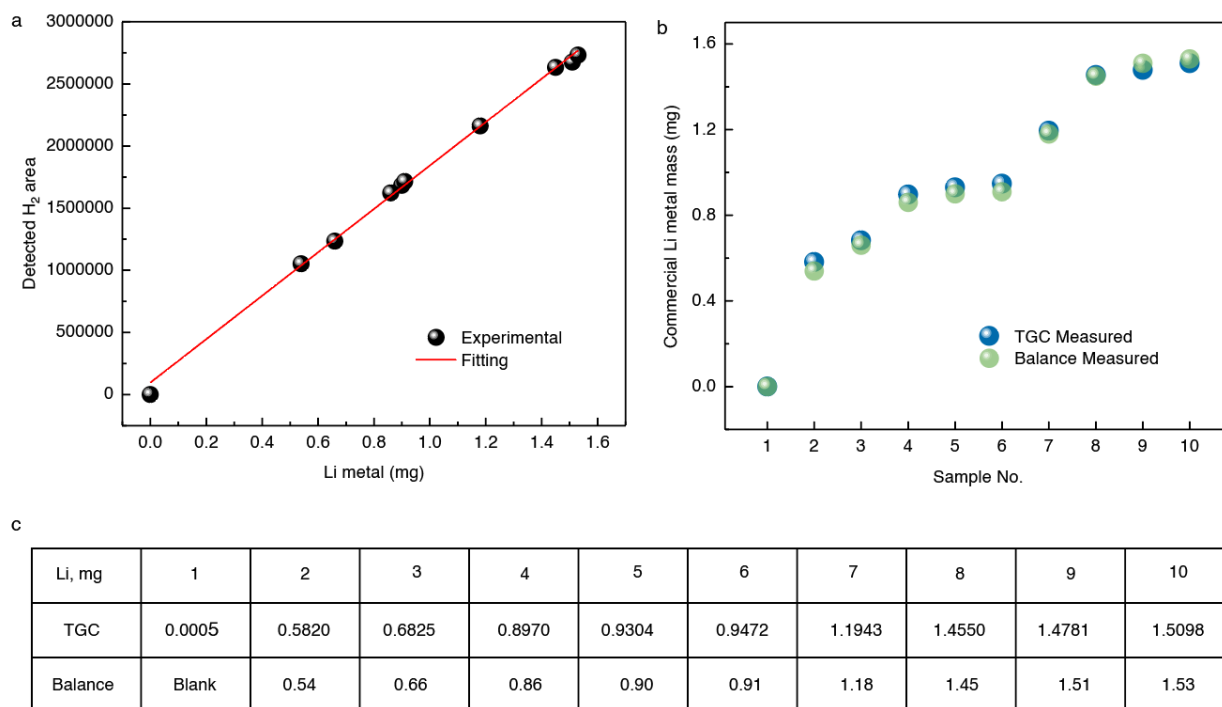 a
3000000
2500000
2000000
1500000
1000000
500000
0
Detected H₂ area
0.0 0.2 0.4 0.6 0.8 1.0 1.2 1.4 1.6
Li metal (mg)
Experimental
Fitting
b
1.6
1.2
0.8
0.4
0.0
Commercial Li metal mass (mg)
1 2 3 4 5 6 7 8 9 10
Sample No.
TGC Measured
Balance Measured
c
Li, mg 1 2 3 4 5 6 7 8 9 10
TGC 0.0005 0.5820 0.6825 0.8970 0.9304 0.9472 1.1943 1.4550 1.4781 1.5098
Balance Blank 0.54 0.66 0.86 0.90 0.91 1.18 1.45 1.51 1.53